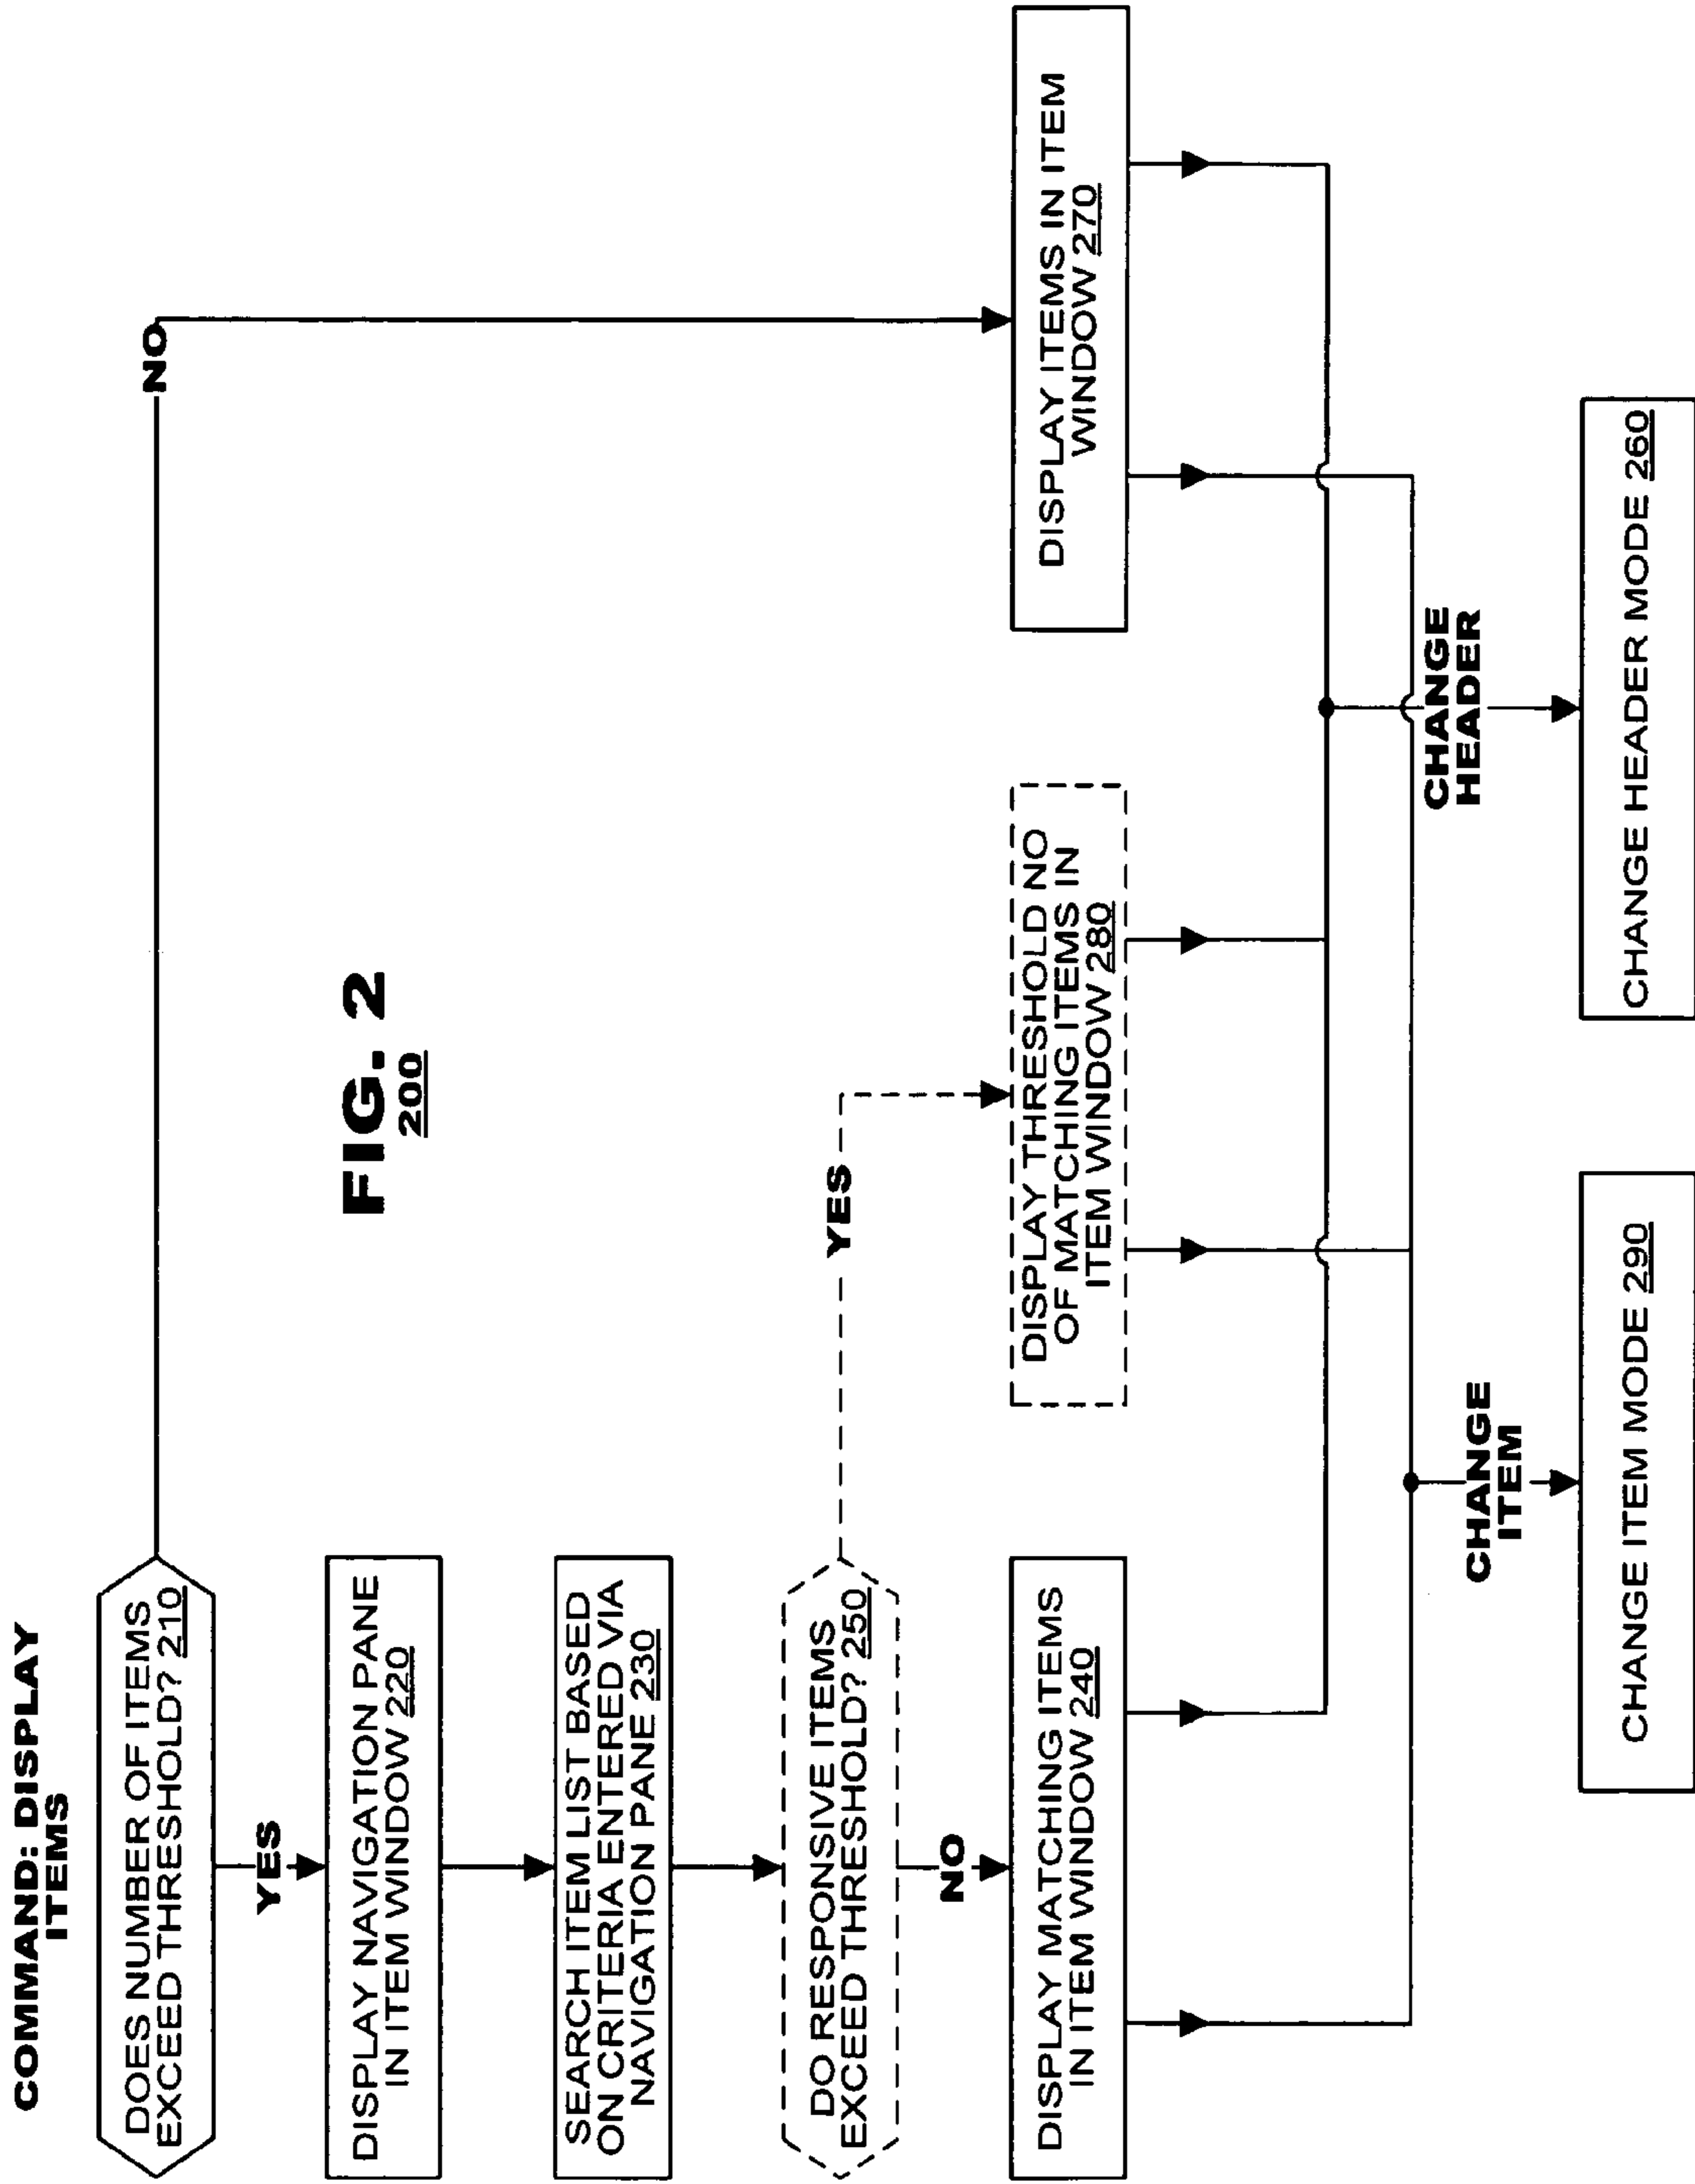 COMMAND: DISPLAY
ITEMS
DOES NUMBER OF ITEMS
EXCEED THRESHOLD? 210
NO
YES
FIG. 2
200
DISPLAY NAVIGATION PANE
IN ITEM WINDOW 220
SEARCH ITEM LIST BASED
ON CRITERIA ENTERED VIA
NAVIGATION PANE 230
DO RESPONSIVE ITEMS
EXCEED THRESHOLD? 250
YES
NO
DISPLAY MATCHING ITEMS
IN ITEM WINDOW 240
DISPLAY THRESHOLD NO
OF MATCHING ITEMS IN
ITEM WINDOW 280
DISPLAY ITEMS IN ITEM
WINDOW 270
CHANGE
ITEM
CHANGE
HEADER
CHANGE ITEM MODE 290
CHANGE HEADER MODE 260